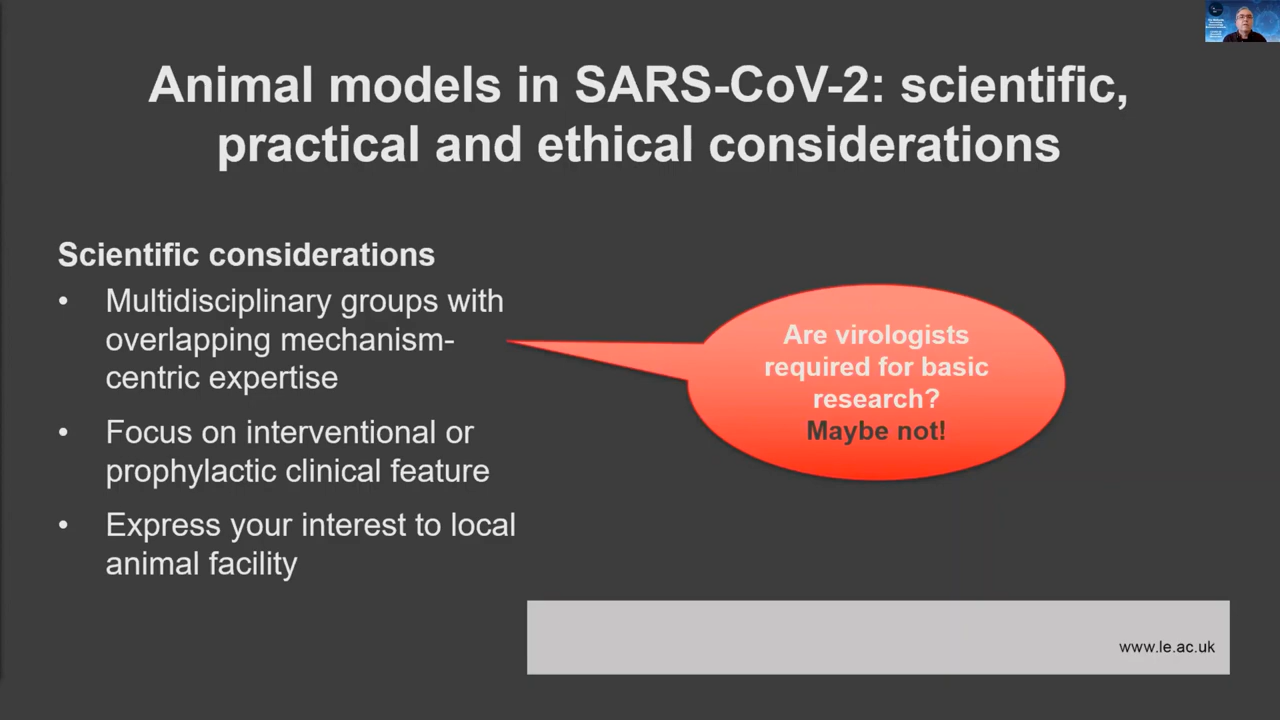 Animal models in SARS-CoV-2: scientific,
practical and ethical considerations
Scientific considerations
• Multidisciplinary groups with
overlapping mechanism-
centric expertise
• Focus on interventional or
prophylactic clinical feature
• Express your interest to local
animal facility
Are virologists
required for basic
research?
Maybe not!
www.le.ac.uk